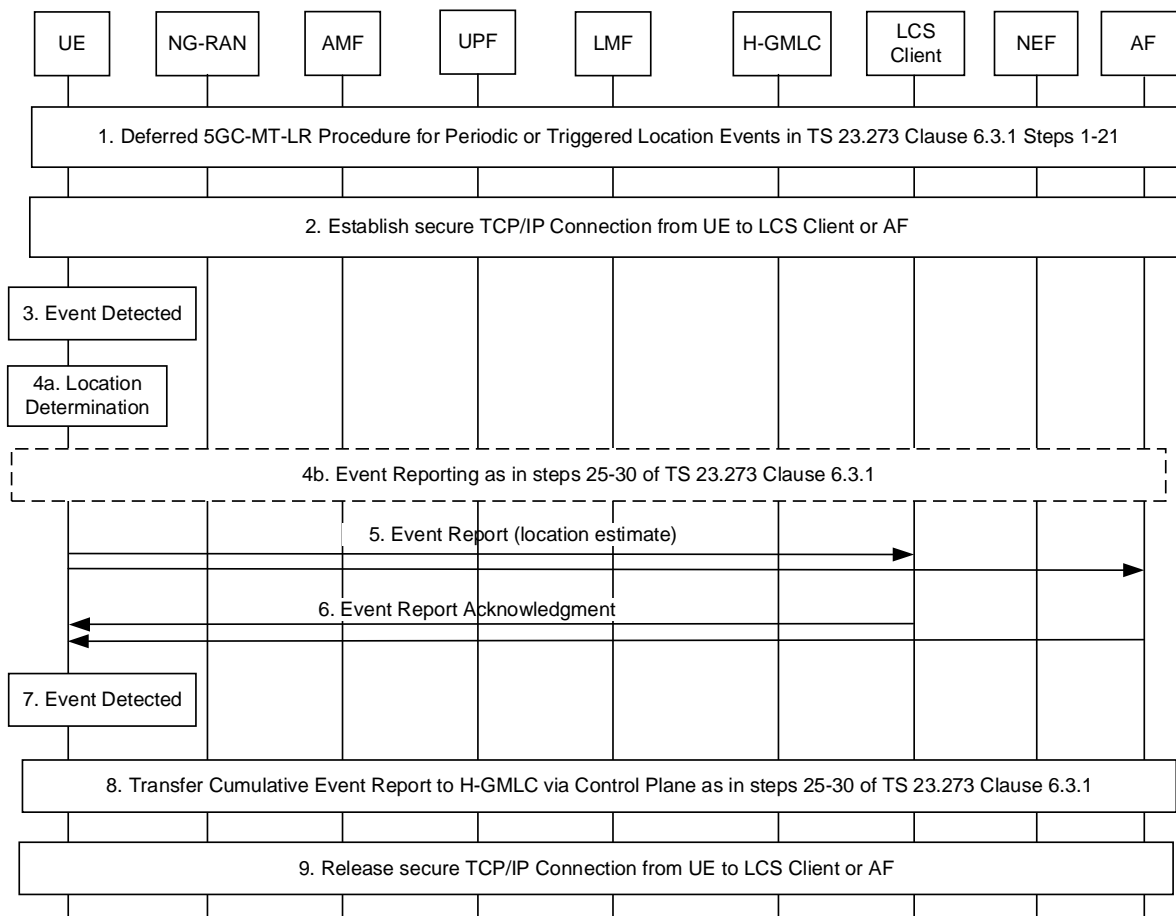 UE
NG-RAN
AMF
UPF
LMF
H-GMLC
LCS
Client
NEF
AF
1. Deferred 5GC-MT-LR Procedure for Periodic or Triggered Location Events in TS 23.273 Clause 6.3.1 Steps 1-21
2. Establish secure TCP/IP Connection from UE to LCS Client or AF
3. Event Detected
4a. Location
Determination
4b. Event Reporting as in steps 25-30 of TS 23.273 Clause 6.3.1
5. Event Report (location estimate)
6. Event Report Acknowledgment
7. Event Detected
8. Transfer Cumulative Event Report to H-GMLC via Control Plane as in steps 25-30 of TS 23.273 Clause 6.3.1
9. Release secure TCP/IP Connection from UE to LCS Client or AF